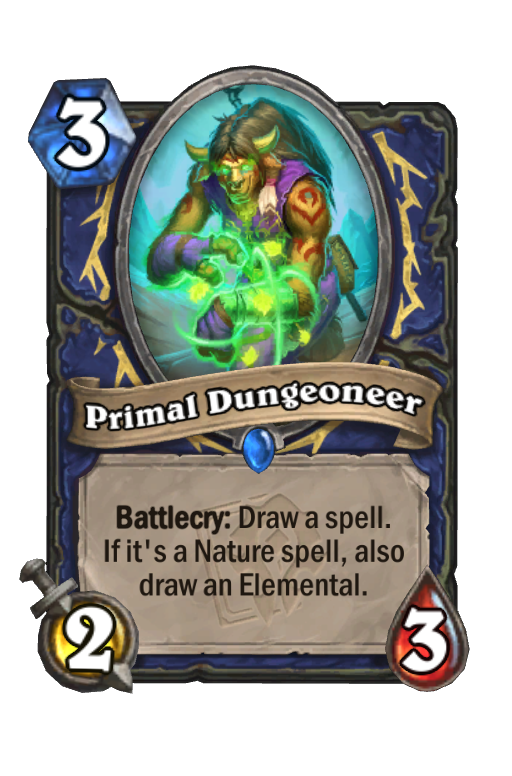 3
Primal Dungeoneer
Battlecry: Draw a spell.
If it's a Nature spell, also
draw an Elemental.
2
3